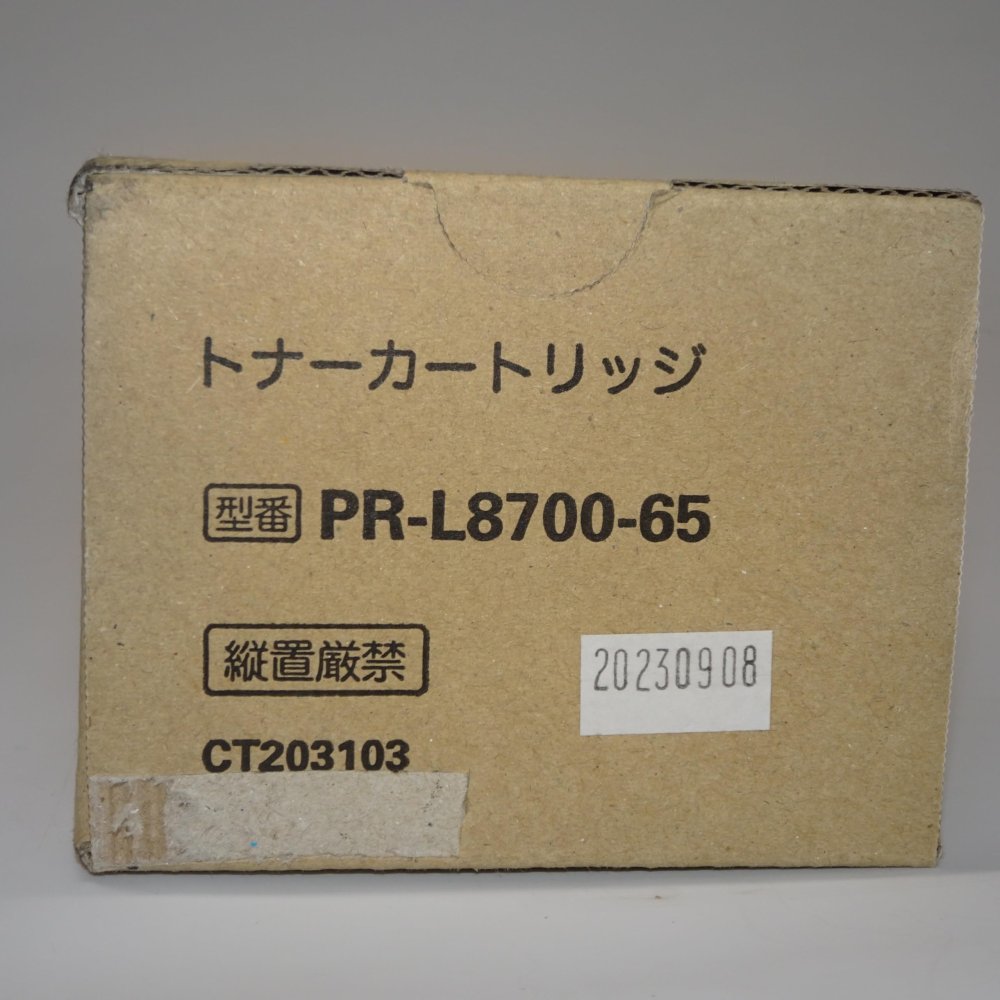 トナーカートリッジ
型番 PR-L8700-65
縦置厳禁
20230908
CT203103